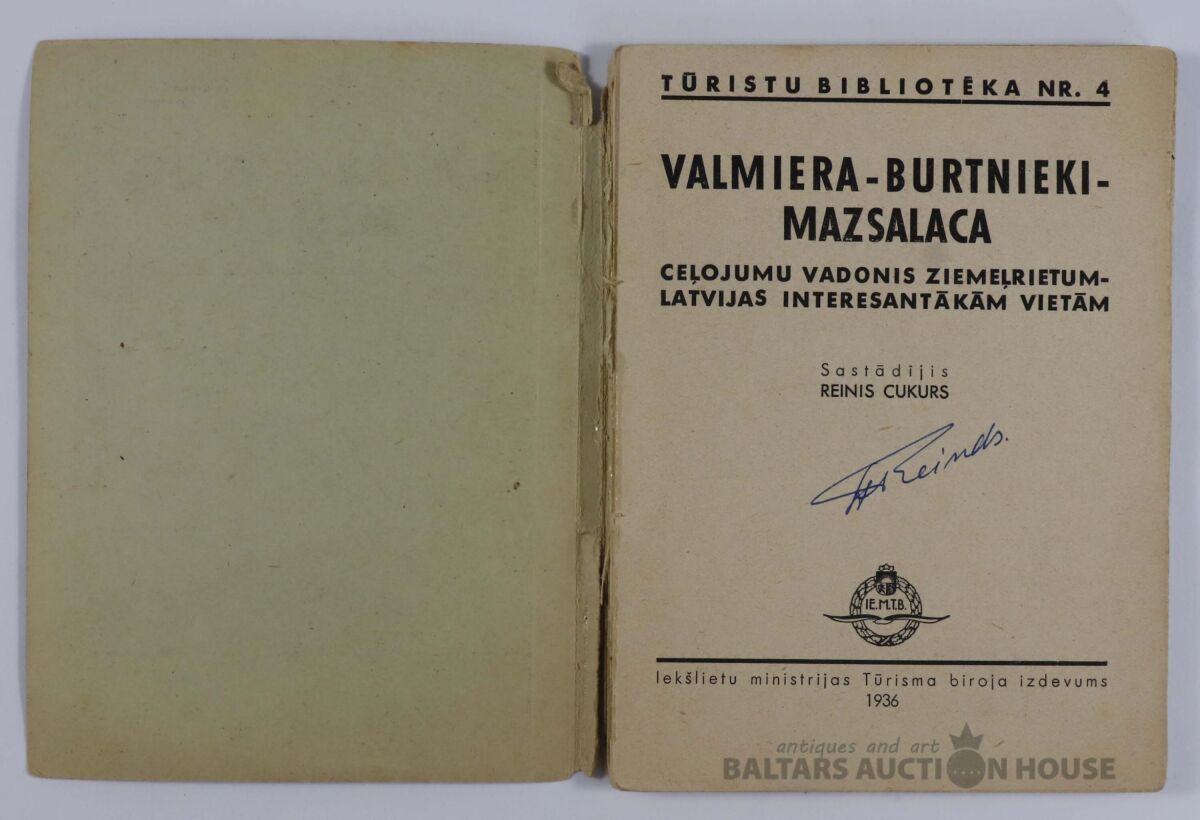 TŪRISTU BIBLIOTĒKA NR. 4
VALMIERA - BURTNIEKI -
MAZSALACA
CEĻOJUMU VADONIS ZIEMEĻRIETUM-
LATVIJAS INTERESANTĀKĀM VIETĀM
Sastādījis
REINIS CUKURS
IE.M.T.B.
Iekšlietu ministrijas Tūrisma biroja izdevums
1936
antiques and art
BALTARS AUCTION HOUSE